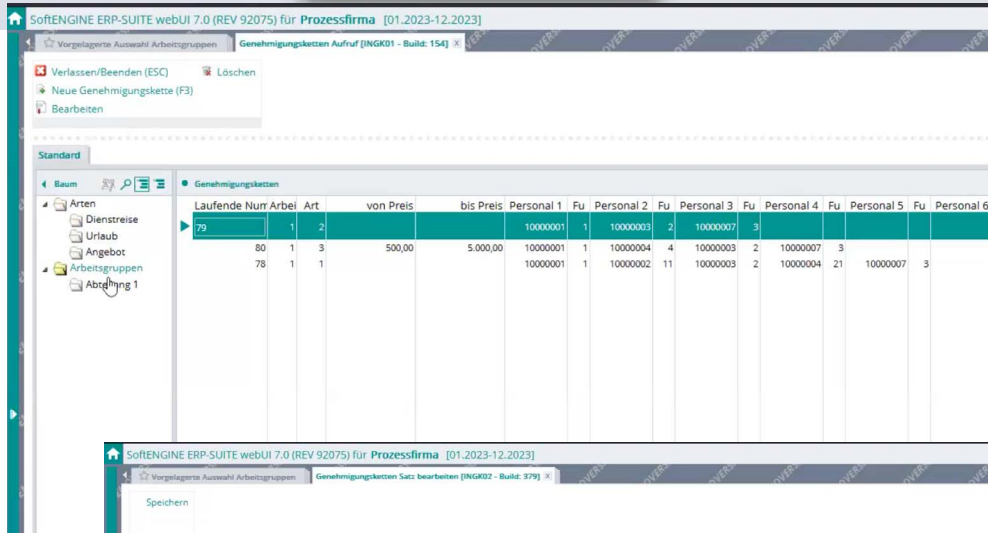 SoftENGINE ERP-SUITE webUI 7.0 (REV 92075) für Prozessfirma [01.2023-12.2023]
Vorgelagerte Auswahl Arbeitsgruppen Genehmigungsketten Aufruf [INGK01 - Build: 154]
Verlassen/Beenden (ESC) Löschen
Neue Genehmigungskette (F3)
Bearbeiten
Standard
Baum Genehmigungsketten
Arten
Dienstreise
Urlaub
Angebot
Arbeitsgruppen
Laufende Num Arbei Art von Preis bis Preis Personal 1 Fu Personal 2 Fu Personal 3 Fu Personal 4 Fu Personal 5 Fu Personal 6
79 1 2 10000001 1 10000003 2 10000007 3
80 1 3 500,00 5.000,00 10000001 1 10000004 4 10000003 2 10000007 3
78 1 1 10000001 1 10000002 11 10000003 2 10000004 21 10000007 3
SoftENGINE ERP-SUITE webUI 7.0 (REV 92075) für Prozessfirma [01.2023-12.2023]
Vorgelagerte Auswahl Arbeitsgruppen Genehmigungsketten Satz bearbeiten [INGK02 - Build: 379]
Speichern